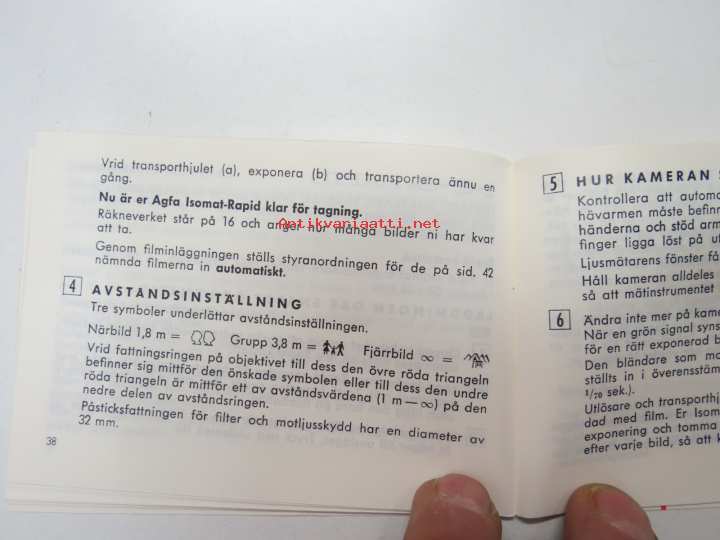 Vrid transporthjulet (a), exponera (b) och transportera ännu en
gång.
Nu är er Agfa Isomat-Rapid klar för tagning.
Räkneverket står på 16 och anger hur många bilder ni har kvar
att ta.
Antikvariaatti.net
Genom filminläggningen ställs styranordningen för de på sid. 42
nämnda filmerna in automatiskt.
4 AVSTÅNDSINSTÄLLNING
Tre symboler underlättar avståndsinställningen.
Närbild 1,8 m = Grupp 3,8 m = Fjärrbild ∞ =
Vrid fattningsringen på objektivet till dess den övre röda triangeln
befinner sig mittför den önskade symbolen eller till dess den undre
röda triangeln är mittför ett av avståndsvärdena (1 m—∞) på den
nedre delen av avståndsringen.
Påsticksfattningen för filter och motljusskydd har en diameter av
32 mm.
38
5 HUR KAMERAN
Kontrollera att automa
hävarmen måste befinn
händerna och stöd arm
finger ligga löst på ut
Ljusmätarens fönster få
Håll kameran alldeles
så att mätinstrumentet
6 Ändra inte mer på kame
När en grön signal syns
för en rätt exponerad b
Den bländare som mo
ställts in i överensstäm
1/70 sek.).
Utlösare och transporthj
dad med film. Er Isom
exponering och tomma
efter varje bild, så att k